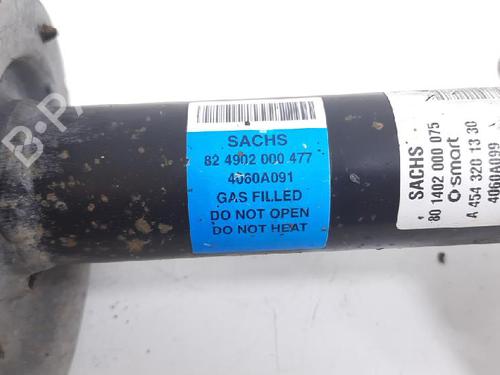 SACHS
82 4902 000 477
4060A091
GAS FILLED
DO NOT OPEN
DO NOT HEAT
SACHS
80 1402 000 075
smart
A 454 320 13 30
4060A099
B-PA